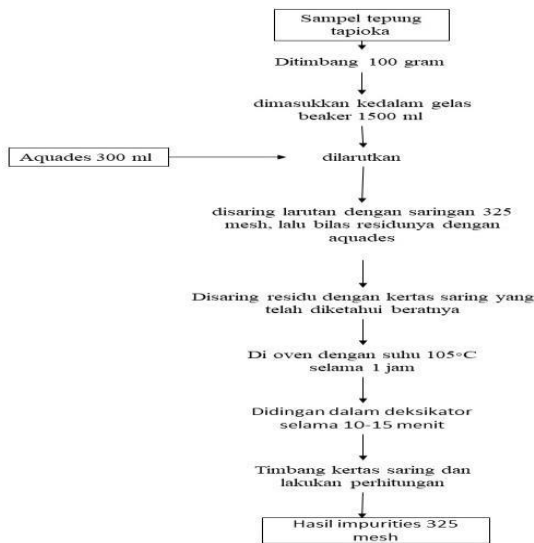 Sampel tepung
tapioka
Ditimbang 100 gram
dimasukkan kedalam gelas
beaker 1500 ml
Aquades 300 ml
dilarutkan
disaring larutan dengan saringan 325
mesh, lalu bilas residunya dengan
aquades
Disaring residu dengan kertas saring yang
telah diketahui beratnya
Di oven dengan suhu 105◦C
selama 1 jam
Didingan dalam deksikator
selama 10-15 menit
Timbang kertas saring dan
lakukan perhitungan
Hasil impurities 325
mesh